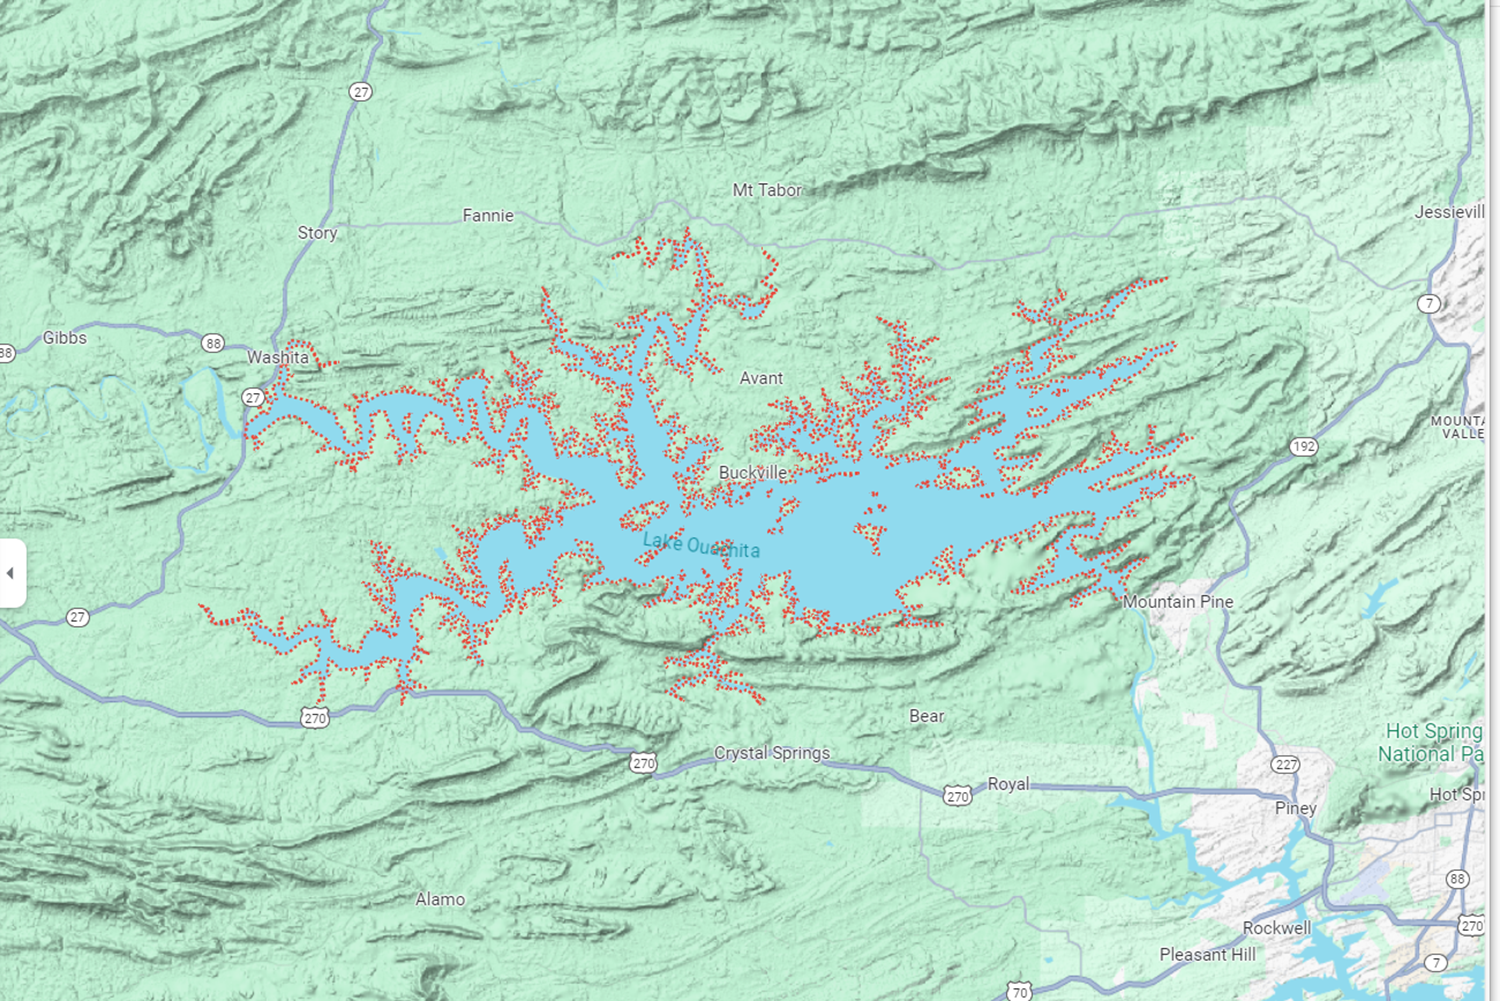 27
Mt Tabor
Jessievill
Fannie
Story
7
Gibbs
88
88
Washita
Avant
27
MOUNTA
VALLE
192
Buckville
Lake Ouachita
Mountain Pine
27
270
Bear
Hot Spring
National Pa
Crystal Springs
270
227
Royal
270
Hot Spr
Piney
88
Alamo
270
Rockwell
Pleasant Hill
7
70